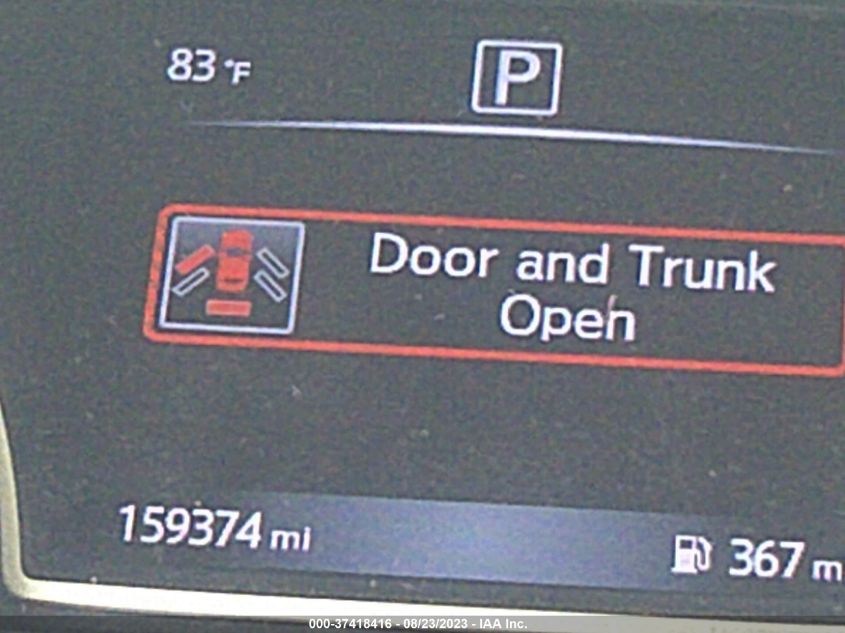 83 °F
P
Door and Trunk
Open
159374 mi
367 m
000-37418416 - 08/23/2023 - IAA Inc.